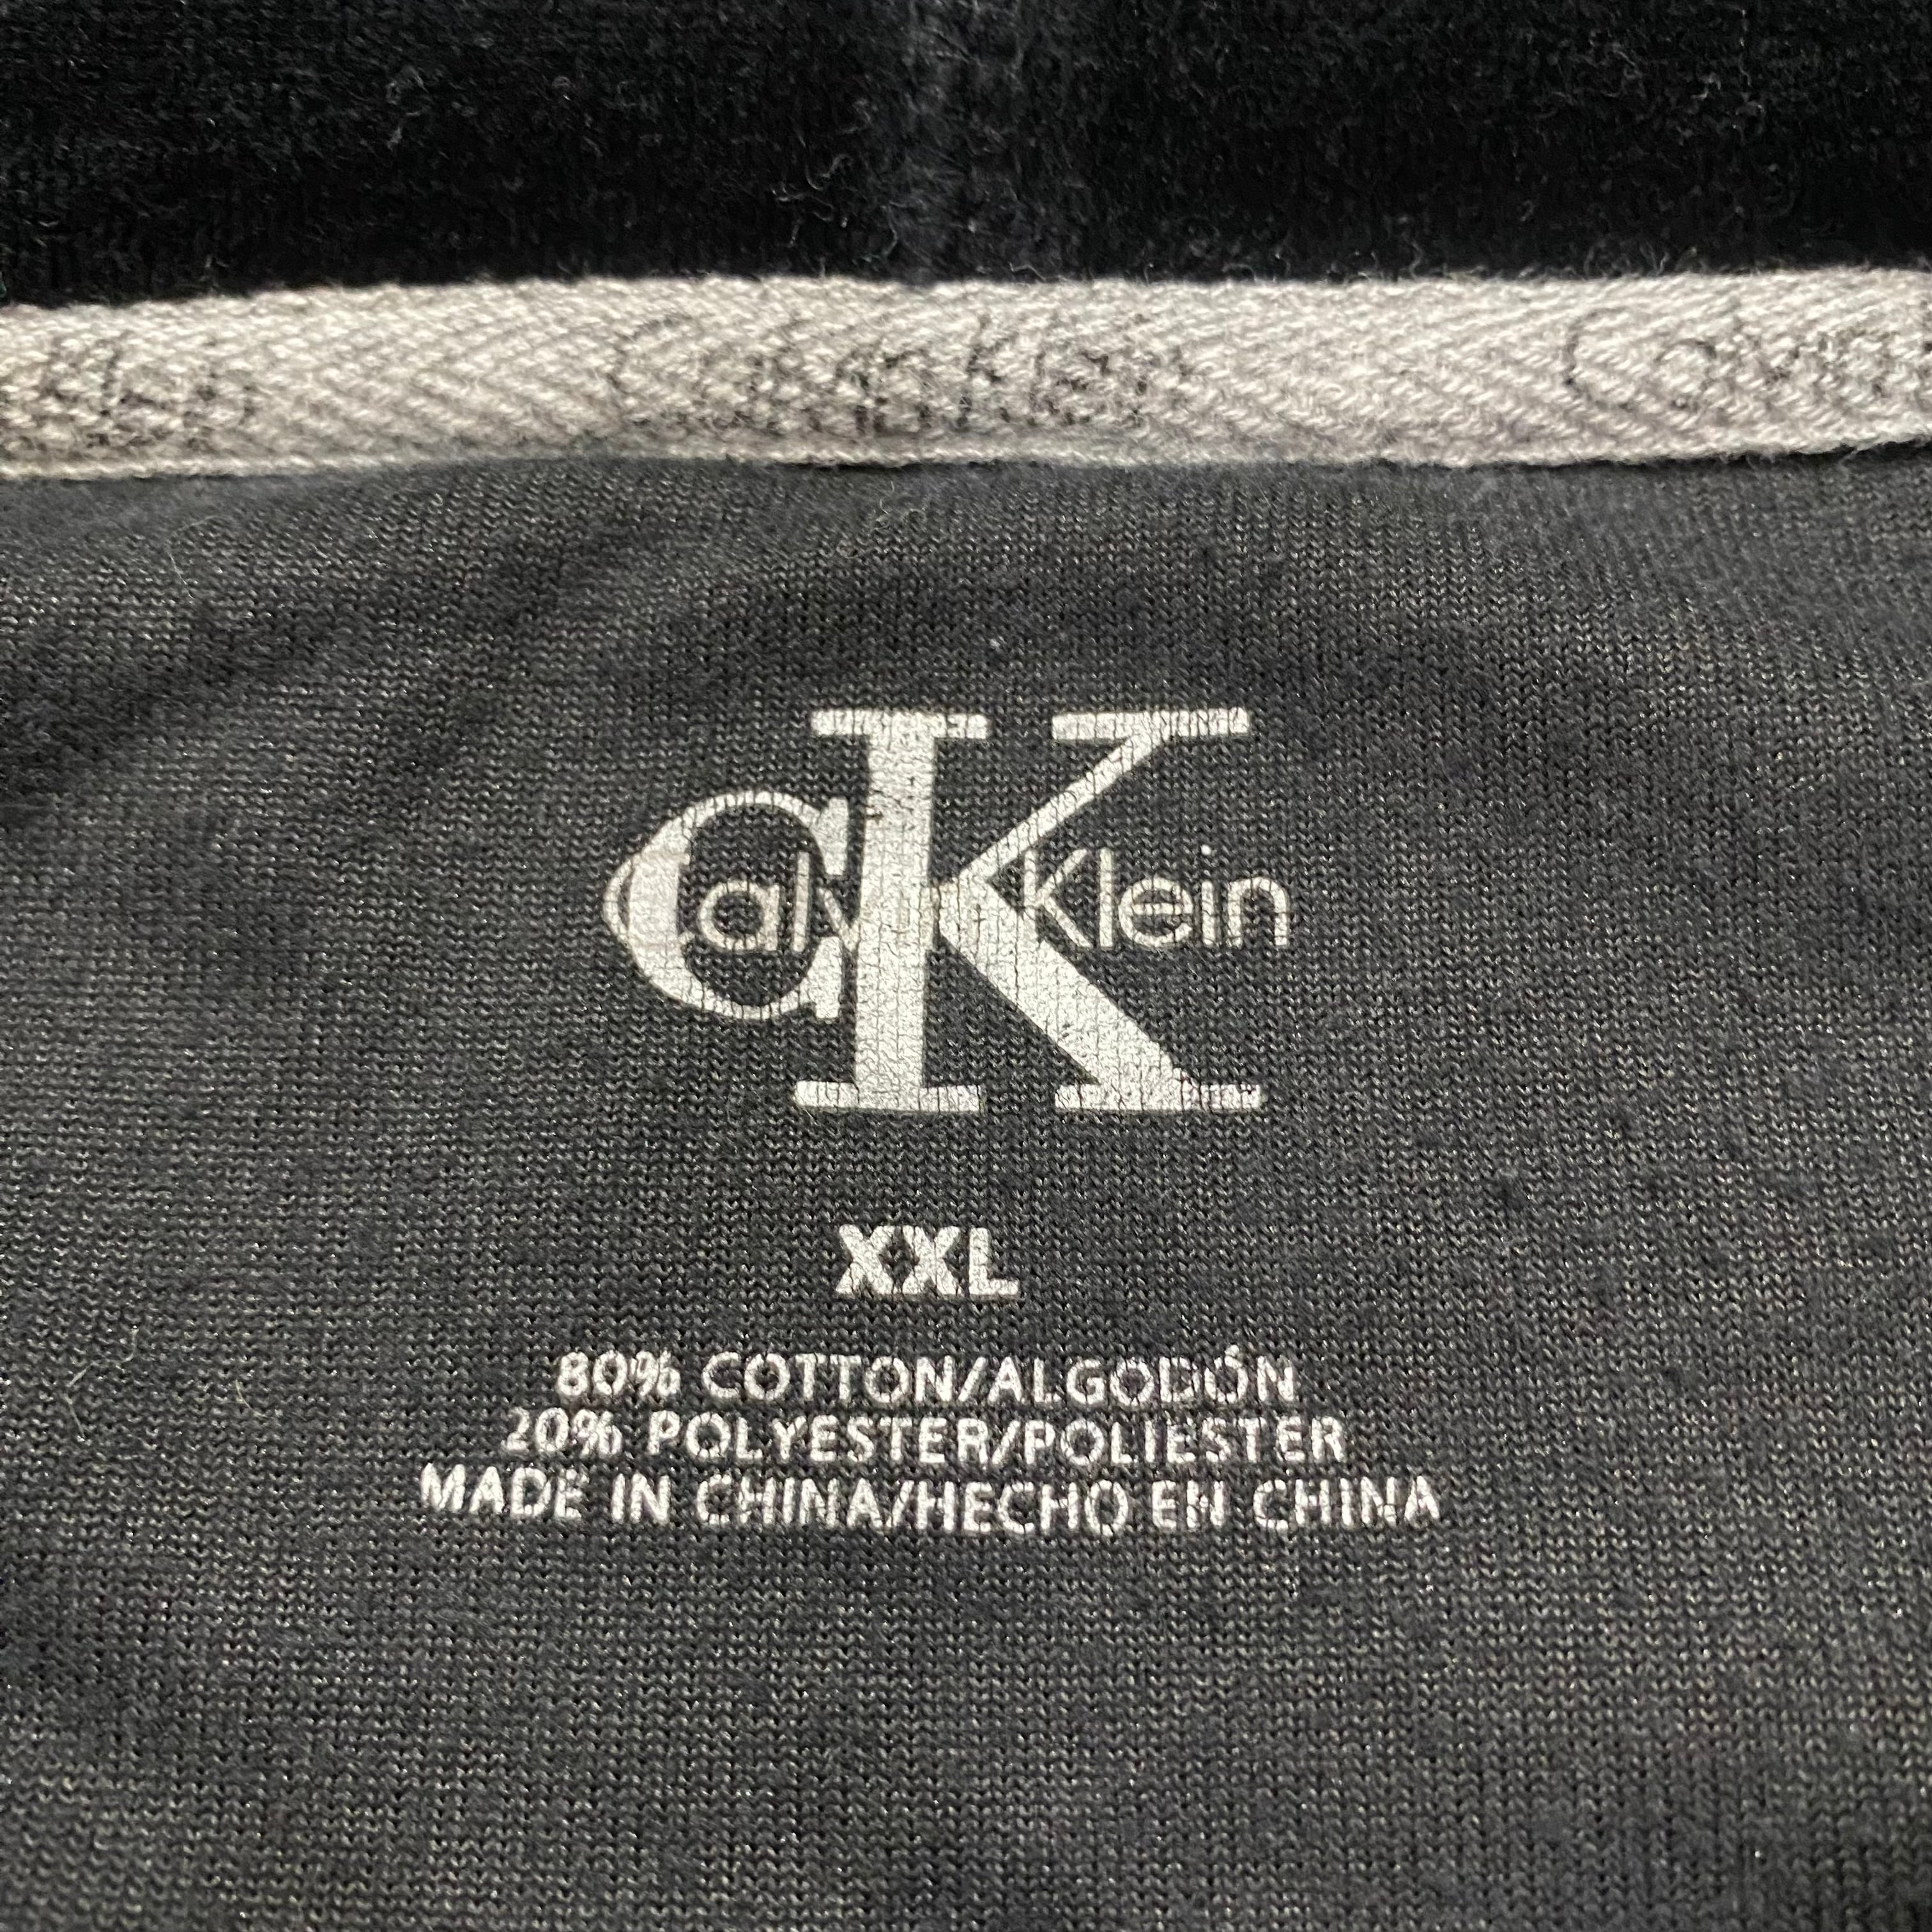 Klein Calvin Klein Calvin
CK
Calvin Klein
XXL
80% COTTON/ALGODÓN
20% POLYESTER/POLIESTER
MADE IN CHINA/HECHO EN CHINA